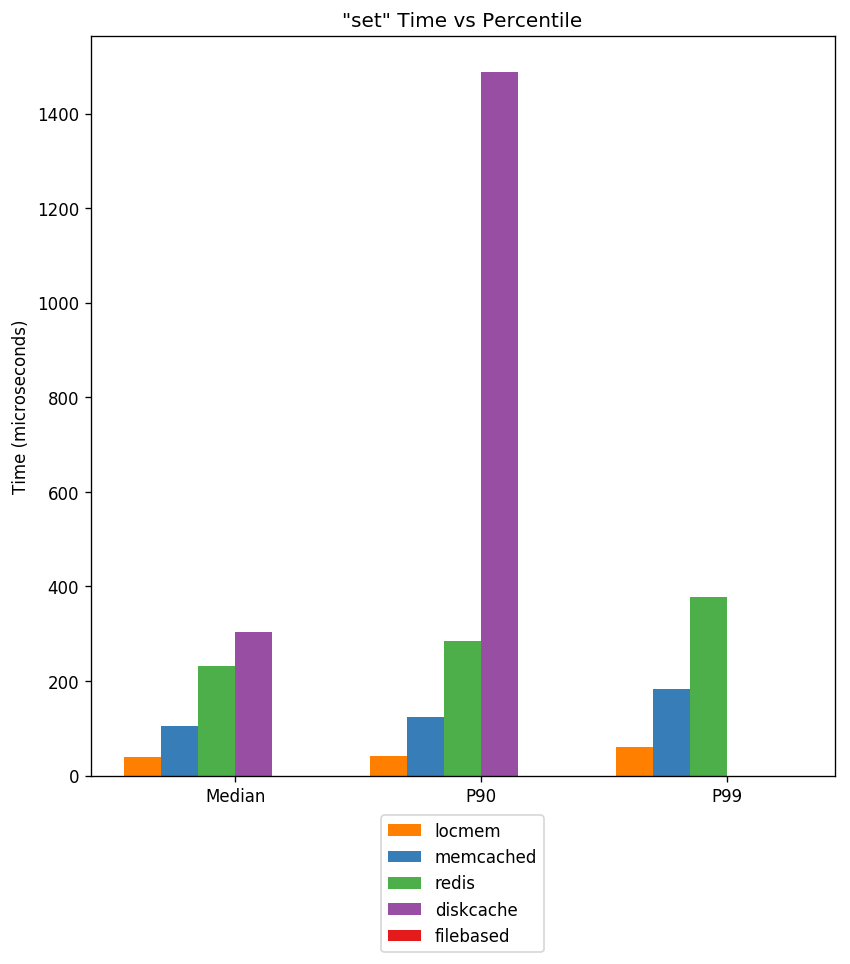 "set" Time vs Percentile
Time (microseconds)
1400
1200
1000
800
600
400
200
0
Median P90 P99
locmem
memcached
redis
diskcache
filebased